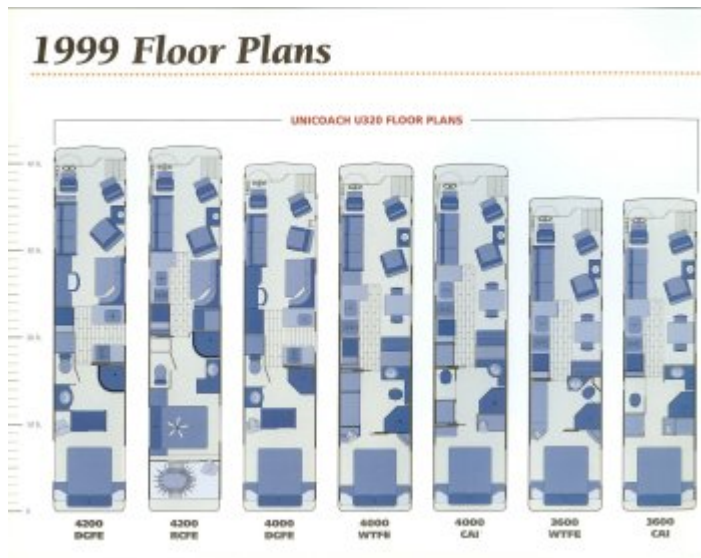 1999 Floor Plans
UNICOACH U320 FLOOR PLANS
4200
DGFE
4200
BCFE
4000
DGFE
4000
WTFE
4000
CAI
3600
WTFE
3600
CAI